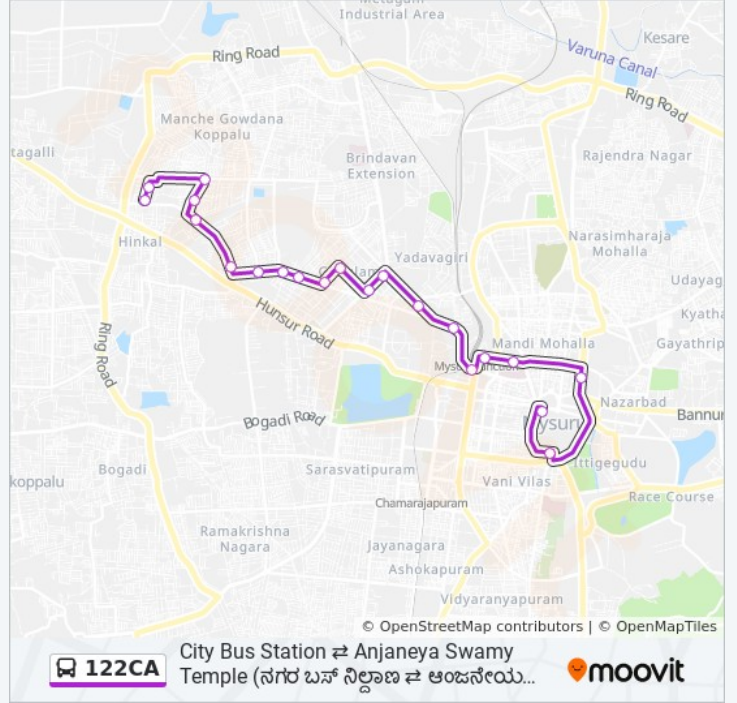 Metagalli
Industrial Area
Kesare
Varuna Canal
Ring Road
Ring Road
Manche Gowdana
Koppalu
Rajendra Nagar
tagalli
Brindavan
Extension
Hinkal
Narasimharaja
Mohalla
Yadavagiri
Udayag
Hunsur Road
Kyatha
Mandi Mohalla
Gayathrip
Ring Road
Nazarbad
Bannur
Bogadi Road
Mysuru
Ittigegudu
Bogadi
Sarasvatipuram
koppalu
Vani Vilas
Race Course
Chamarajapuram
Ramakrishna
Nagara
Jayanagara
Ashokapuram
Vidyaranyapuram
© OpenStreetMap contributors | © OpenMapTiles
122CA
City Bus Station ⇄ Anjaneya Swamy
Temple (ನಗರ ಬಸ್ ನಿಲ್ದಾಣ ⇄ ಆಂಜನೇಯ...
moovit